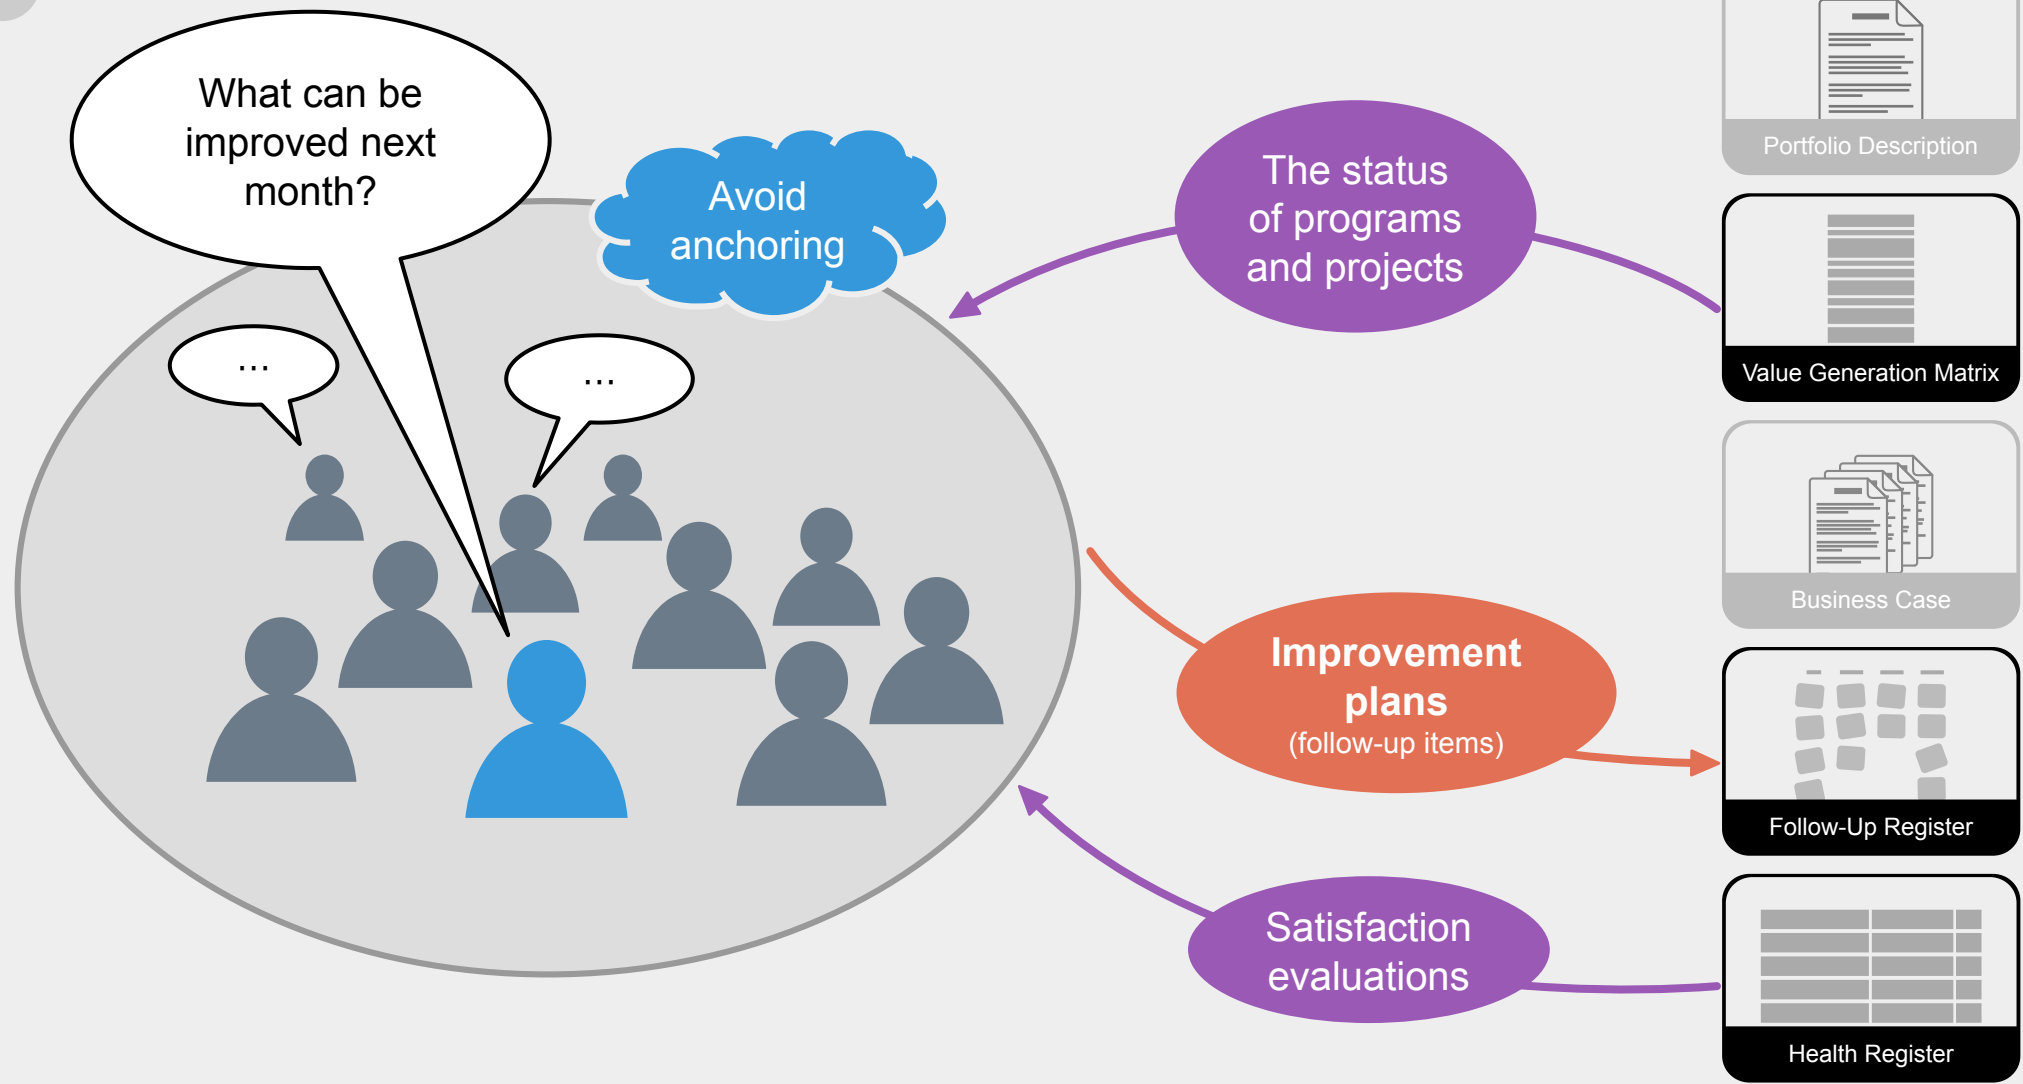 What can be
improved next
month?
Avoid
anchoring
...
...
The status
of programs
and projects
Improvement
plans
(follow-up items)
Satisfaction
evaluations
Portfolio Description
Value Generation Matrix
Business Case
Follow-Up Register
Health Register